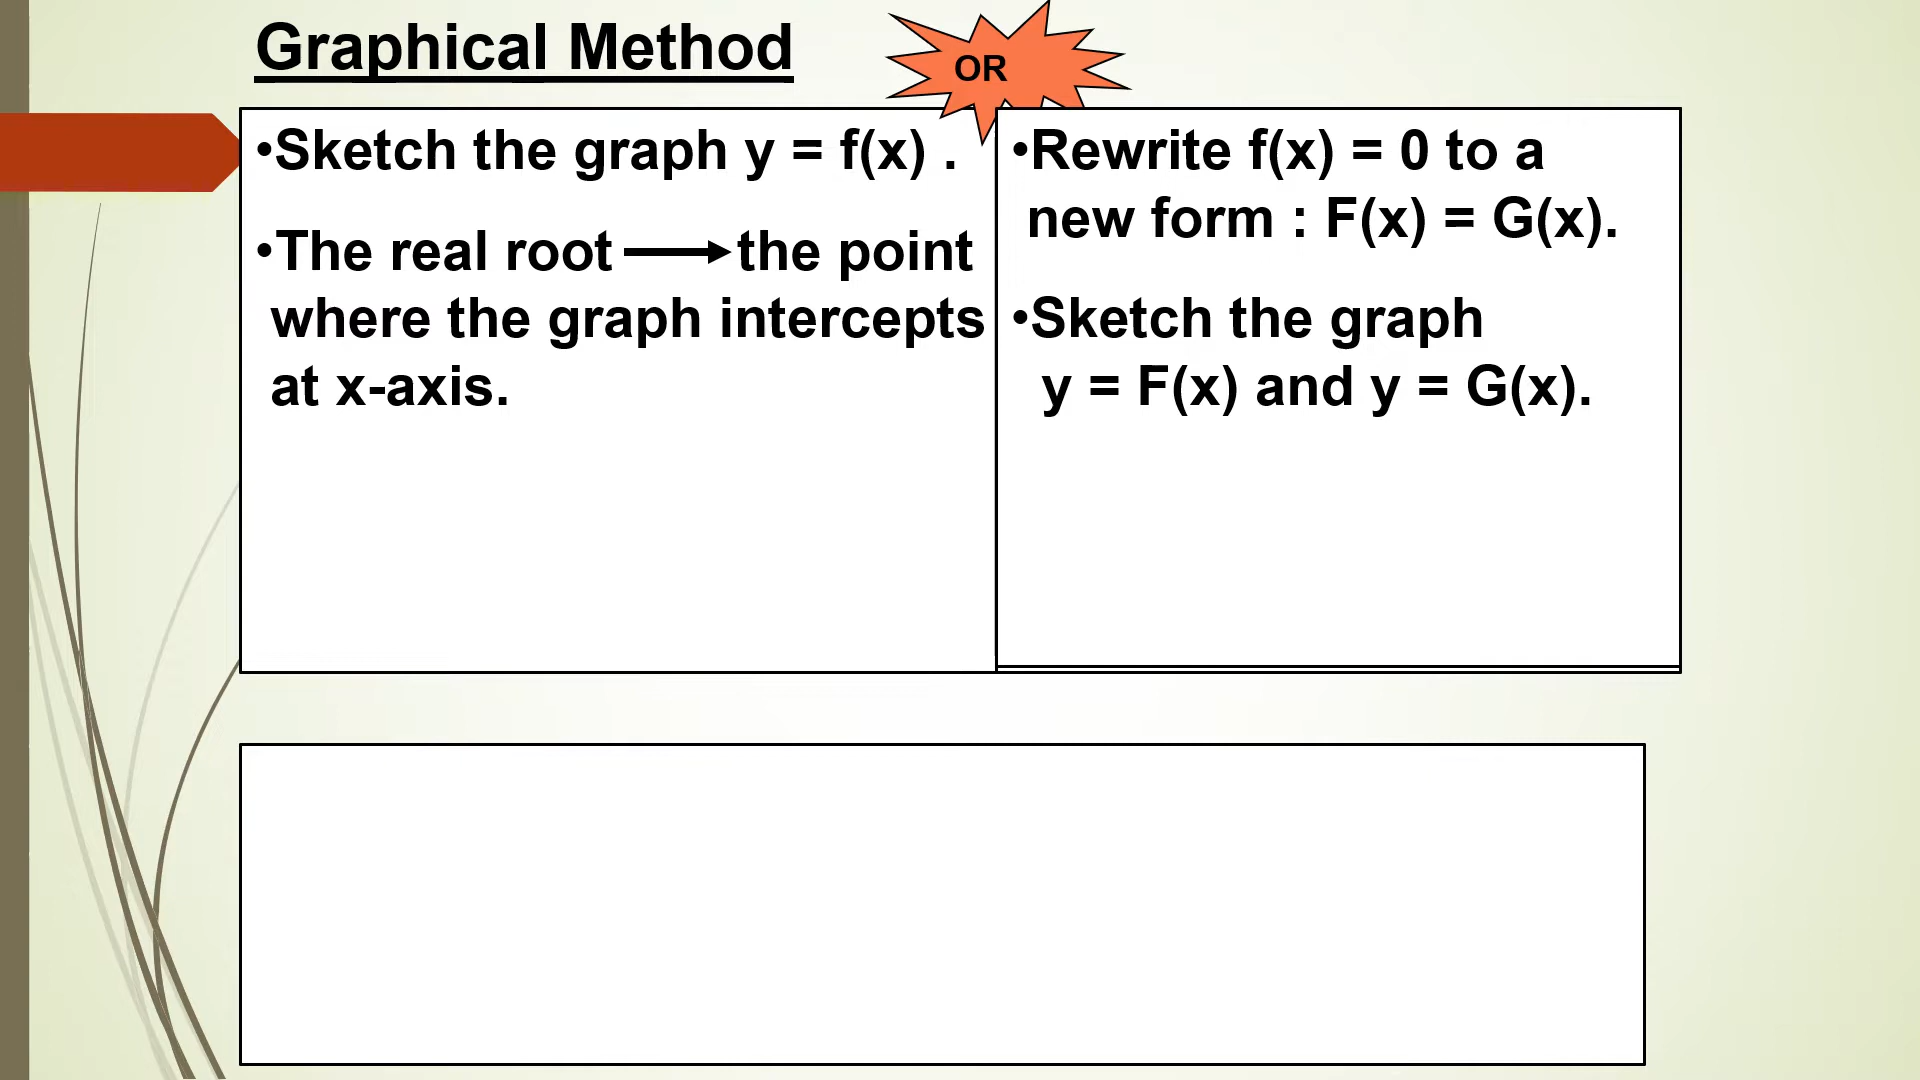 Graphical Method
OR
•Sketch the graph y = f(x) .
•The real root → the point
where the graph intercepts
at x-axis.
•Rewrite f(x) = 0 to a
new form : F(x) = G(x).
•Sketch the graph
y = F(x) and y = G(x).